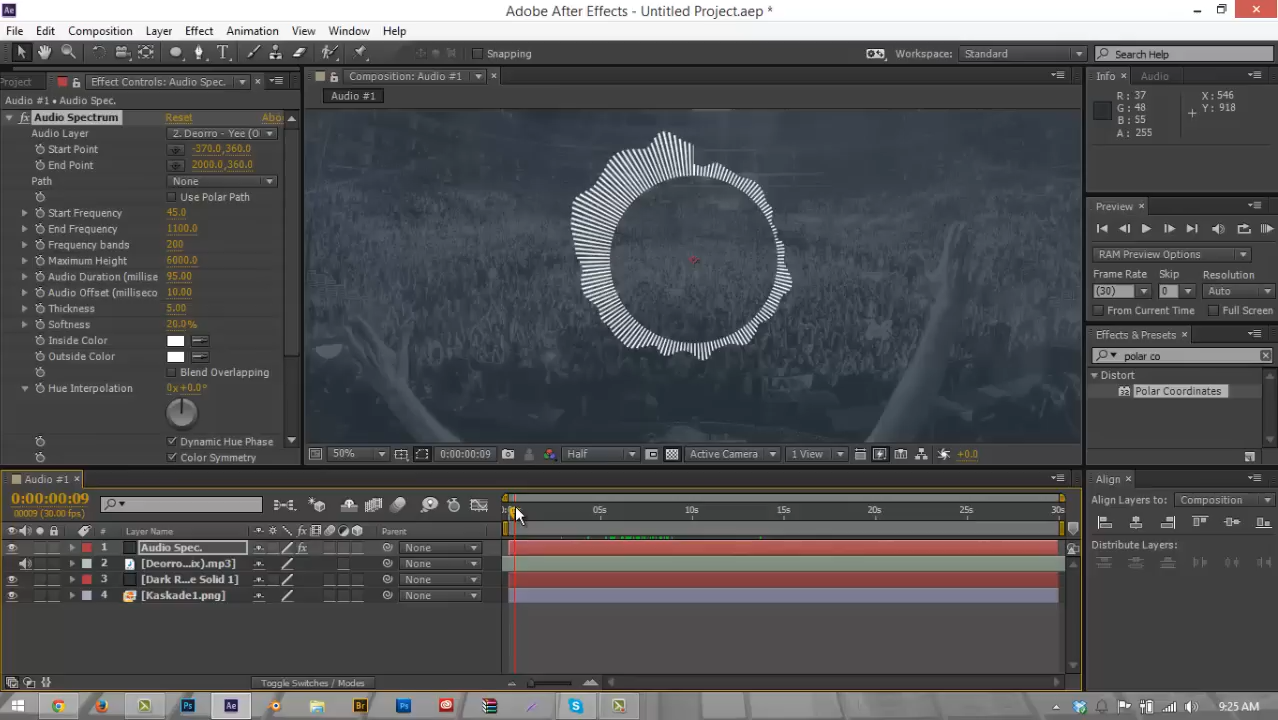 Ae Adobe After Effects - Untitled Project.aep *
File Edit Composition Layer Effect Animation View Window Help
Snapping Workspace: Standard Search Help
Project Effect Controls: Audio Spec. Composition: Audio #1 Info Audio
Audio #1 • Audio Spec. Audio #1
R: 37 X: 546
G: 48 Y: 918
B: 55
A: 255
fx Audio Spectrum Reset Abo
Audio Layer 2. Deorro - Yee (O
Start Point -370.0,360.0
End Point 2000.0,360.0
Path None
Use Polar Path
Start Frequency 45.0
End Frequency 1100.0
Frequency bands 200
Maximum Height 6000.0
Audio Duration (millise 95.00
Audio Offset (milliseco 10.00
Thickness 5.00
Softness 20.0%
Inside Color
Outside Color
Blend Overlapping
Hue Interpolation 0x+0.0°
Dynamic Hue Phase
Color Symmetry
Preview
RAM Preview Options
Frame Rate Skip Resolution
(30) 0 Auto
From Current Time Full Screen
Effects & Presets
polar co
Distort
32 Polar Coordinates
50% 0:00:00:09 Half Active Camera 1 View +0.0
Audio #1 Align
0:00:00:09
00009 (30.00 fps)
05s 10s 15s 20s 25s 30s
Align Layers to: Composition
# Layer Name Parent
1 Audio Spec. fx None
2 [Deorro...ix).mp3] None
3 [Dark R...e Solid 1] None
4 [Kaskade1.png] None
Distribute Layers:
Toggle Switches / Modes
Ps Ae Br
9:25 AM